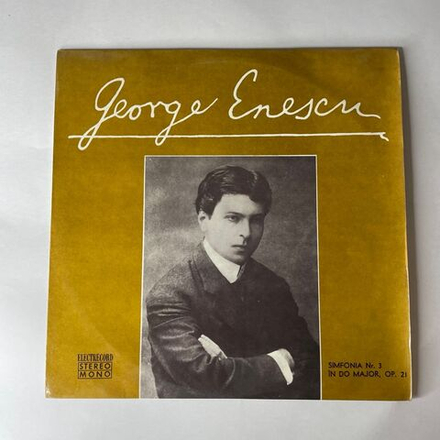 George Enescu
ELECTRECORD
STEREO
MONO
SIMFONIA Nr. 3
ÎN DO MAJOR, OP. 21